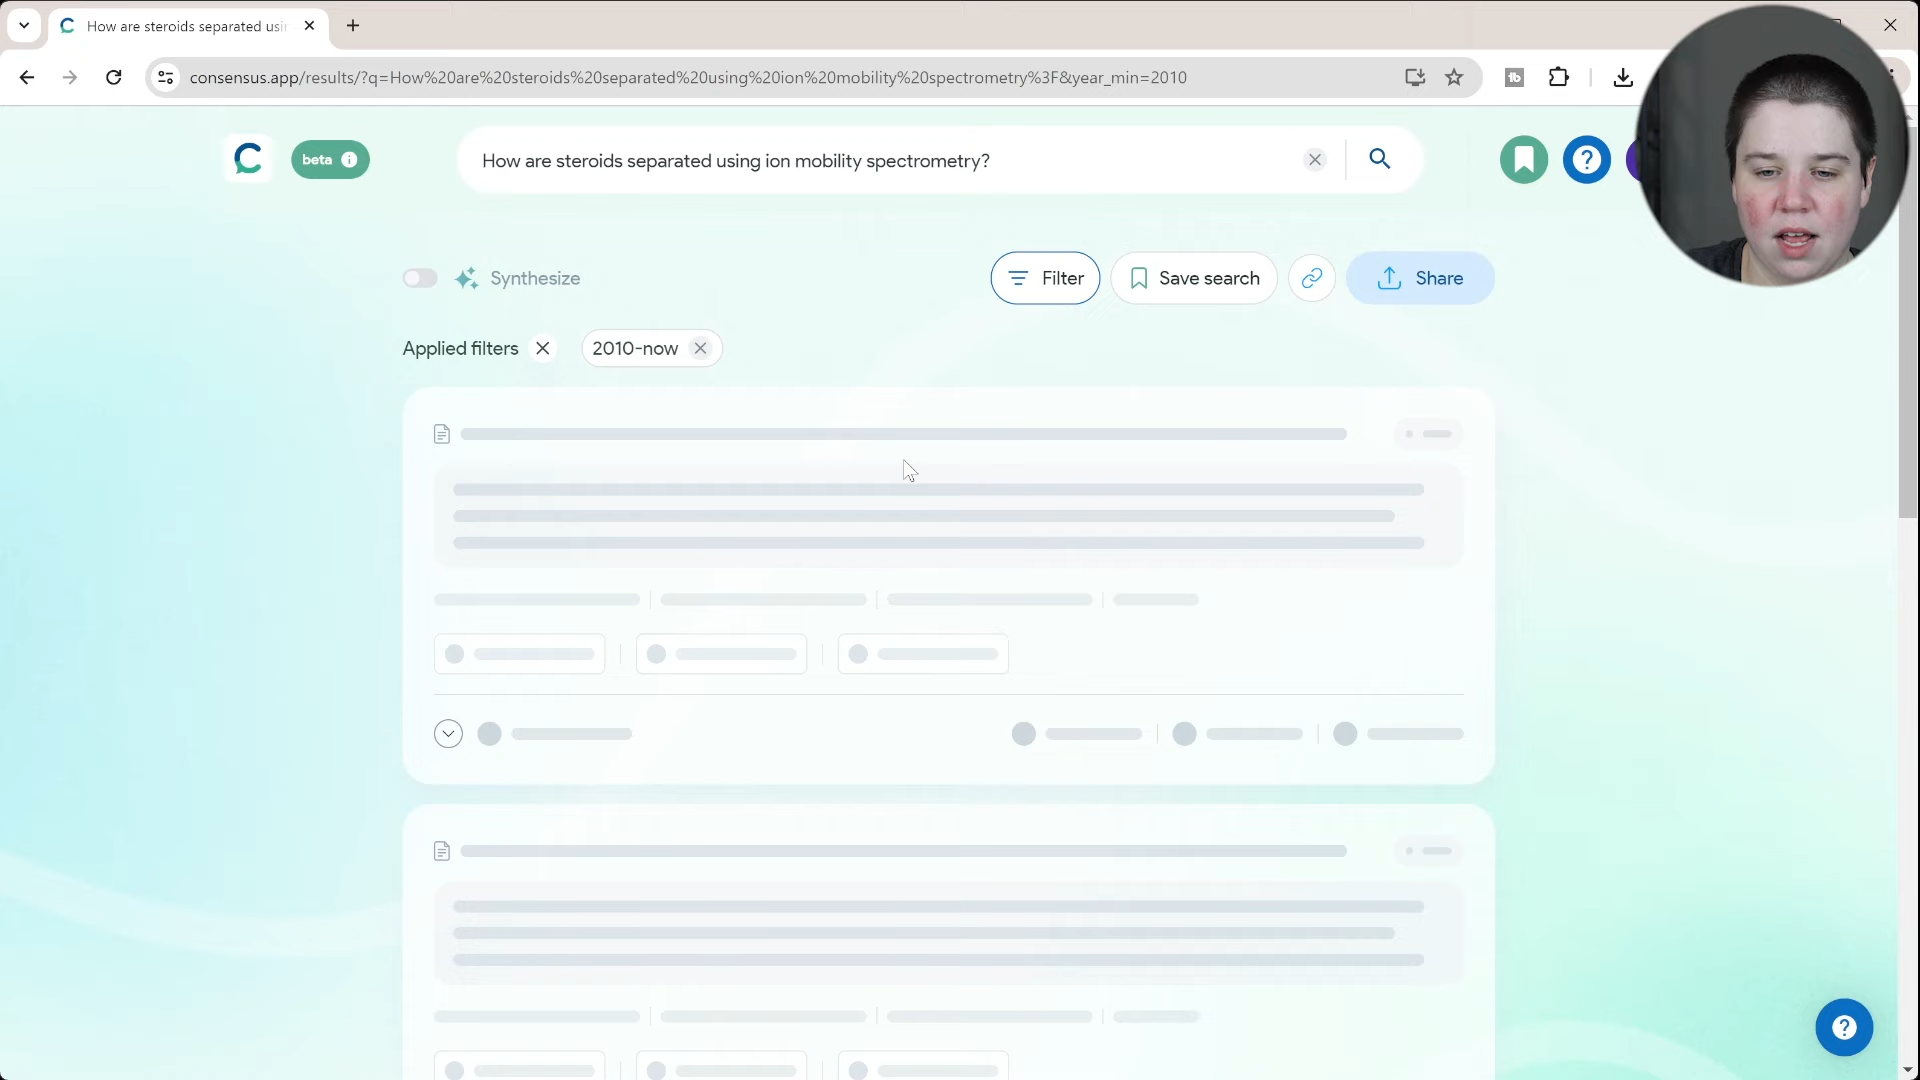 How are steroids separated usin
consensus.app/results/?q=How%20are%20steroids%20separated%20using%20ion%20mobility%20spectrometry%3F&year_min=2010
beta
How are steroids separated using ion mobility spectrometry?
Synthesize
Filter
Save search
Share
Applied filters
2010-now